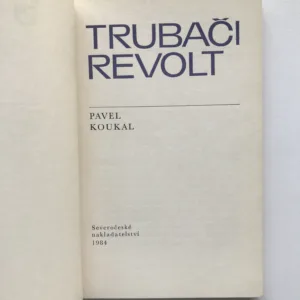 TRUBAČI
REVOLT
PAVEL
KOUKAL
Severočeské
nakladatelství
1984